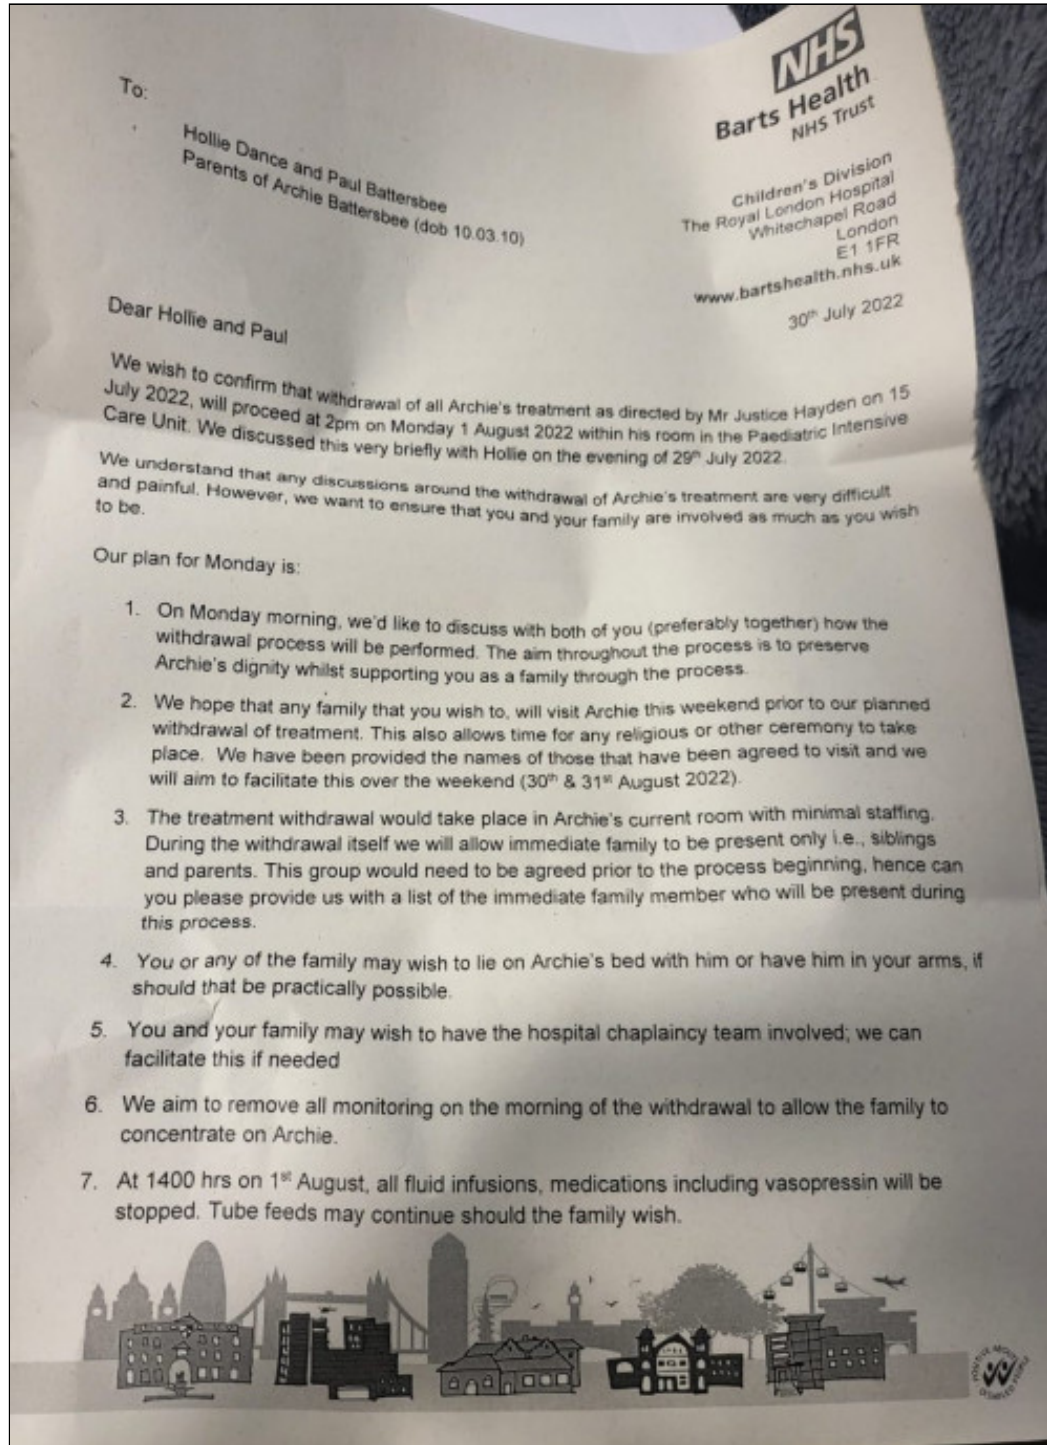 NHS
Barts Health
NHS Trust
To:
Hollie Dance and Paul Battersbee
Parents of Archie Battersbee (dob 10.03.10)
Children's Division
The Royal London Hospital
Whitechapel Road
London
E1 1FR
www.bartshealth.nhs.uk
30th July 2022
Dear Hollie and Paul
We wish to confirm that withdrawal of all Archie's treatment as directed by Mr Justice Hayden on 15
July 2022, will proceed at 2pm on Monday 1 August 2022 within his room in the Paediatric Intensive
Care Unit. We discussed this very briefly with Hollie on the evening of 29th July 2022.
We understand that any discussions around the withdrawal of Archie's treatment are very difficult
and painful. However, we want to ensure that you and your family are involved as much as you wish
to be.
Our plan for Monday is:
1. On Monday morning, we'd like to discuss with both of you (preferably together) how the
withdrawal process will be performed. The aim throughout the process is to preserve
Archie's dignity whilst supporting you as a family through the process.
2. We hope that any family that you wish to, will visit Archie this weekend prior to our planned
withdrawal of treatment. This also allows time for any religious or other ceremony to take
place. We have been provided the names of those that have been agreed to visit and we
will aim to facilitate this over the weekend (30th & 31st August 2022).
3. The treatment withdrawal would take place in Archie's current room with minimal staffing.
During the withdrawal itself we will allow immediate family to be present only i.e., siblings
and parents. This group would need to be agreed prior to the process beginning, hence can
you please provide us with a list of the immediate family member who will be present during
this process.
4. You or any of the family may wish to lie on Archie's bed with him or have him in your arms, if
should that be practically possible.
5. You and your family may wish to have the hospital chaplaincy team involved; we can
facilitate this if needed
6. We aim to remove all monitoring on the morning of the withdrawal to allow the family to
concentrate on Archie.
7. At 1400 hrs on 1st August, all fluid infusions, medications including vasopressin will be
stopped. Tube feeds may continue should the family wish.